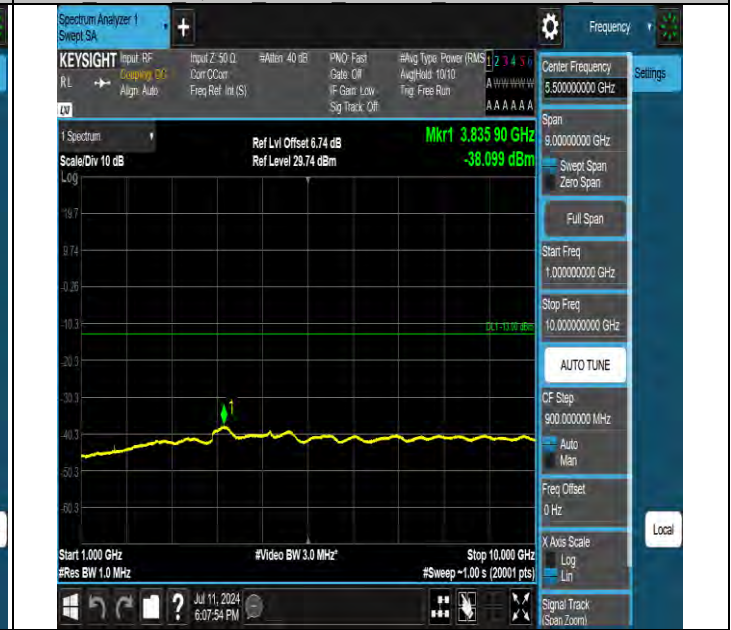 Spectrum Analyzer 1
Swept SA
+
Frequency
KEYSIGHT
RL
LXI
Input: RF
Coupling: DC
Align: Auto
Input Z: 50 Ω
Corr CCorr
Freq Ref: Int (S)
#Atten: 40 dB
PNO: Fast
Gate: Off
IF Gain: Low
Sig Track: Off
#Avg Type: Power (RMS
Avg|Hold: 10/10
Trig: Free Run
1 2 3 4 5 6
A W W W W W
A A A A A A
1 Spectrum
Scale/Div 10 dB
Log
Ref Lvl Offset 6.74 dB
Ref Level 29.74 dBm
Mkr1 3.835 90 GHz
-38.099 dBm
19.7
9.74
-0.26
-10.3
DL1 -13.00 dBm
-20.3
-30.3
1
-40.3
-50.3
-60.3
Start 1.000 GHz
#Res BW 1.0 MHz
#Video BW 3.0 MHz*
Stop 10.000 GHz
#Sweep ~1.00 s (20001 pts)
?
Jul 11, 2024
6:07:54 PM
Center Frequency
5.500000000 GHz
Settings
Span
9.00000000 GHz
Swept Span
Zero Span
Full Span
Start Freq
1.000000000 GHz
Stop Freq
10.000000000 GHz
AUTO TUNE
CF Step
900.000000 MHz
Auto
Man
Freq Offset
0 Hz
X Axis Scale
Log
Lin
Local
Signal Track
(Span Zoom)